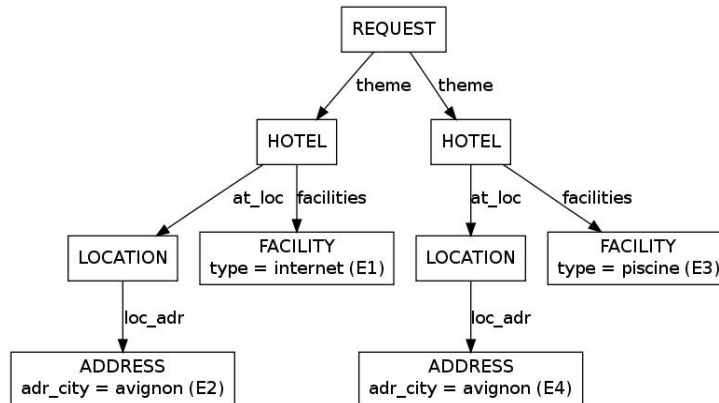 REQUEST
theme
theme
HOTEL
HOTEL
at_loc
facilities
at_loc
facilities
LOCATION
FACILITY
type = internet (E1)
LOCATION
FACILITY
type = piscine (E3)
loc_adr
loc_adr
ADDRESS
adr_city = avignon (E2)
ADDRESS
adr_city = avignon (E4)